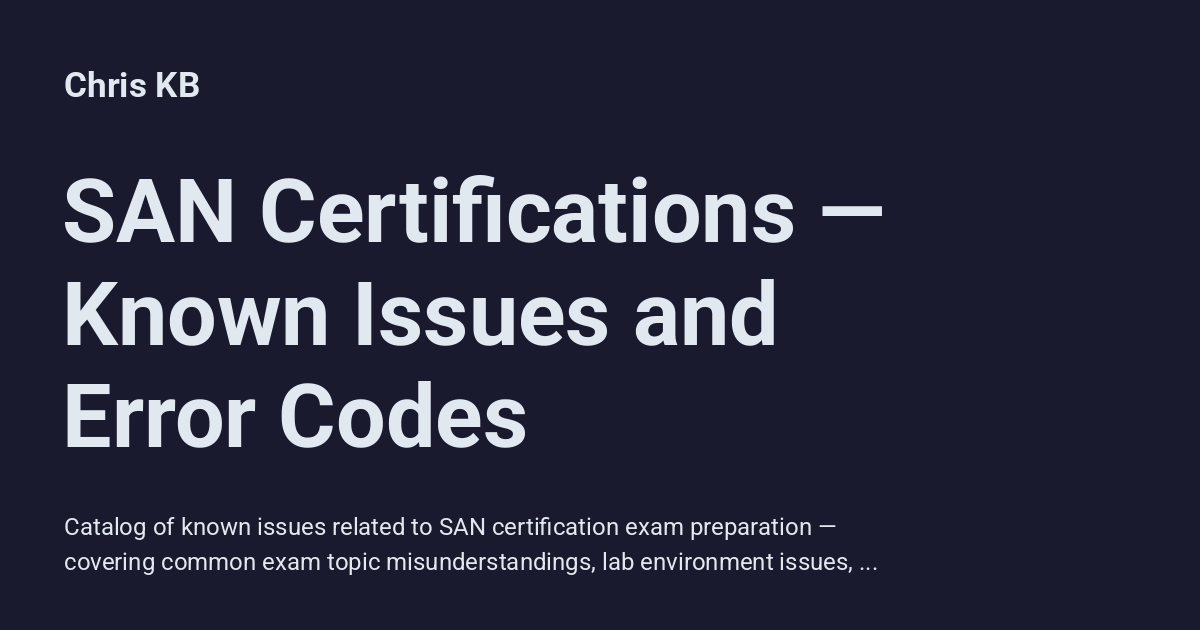 Chris KB
SAN Certifications —
Known Issues and
Error Codes
Catalog of known issues related to SAN certification exam preparation —
covering common exam topic misunderstandings, lab environment issues, ...